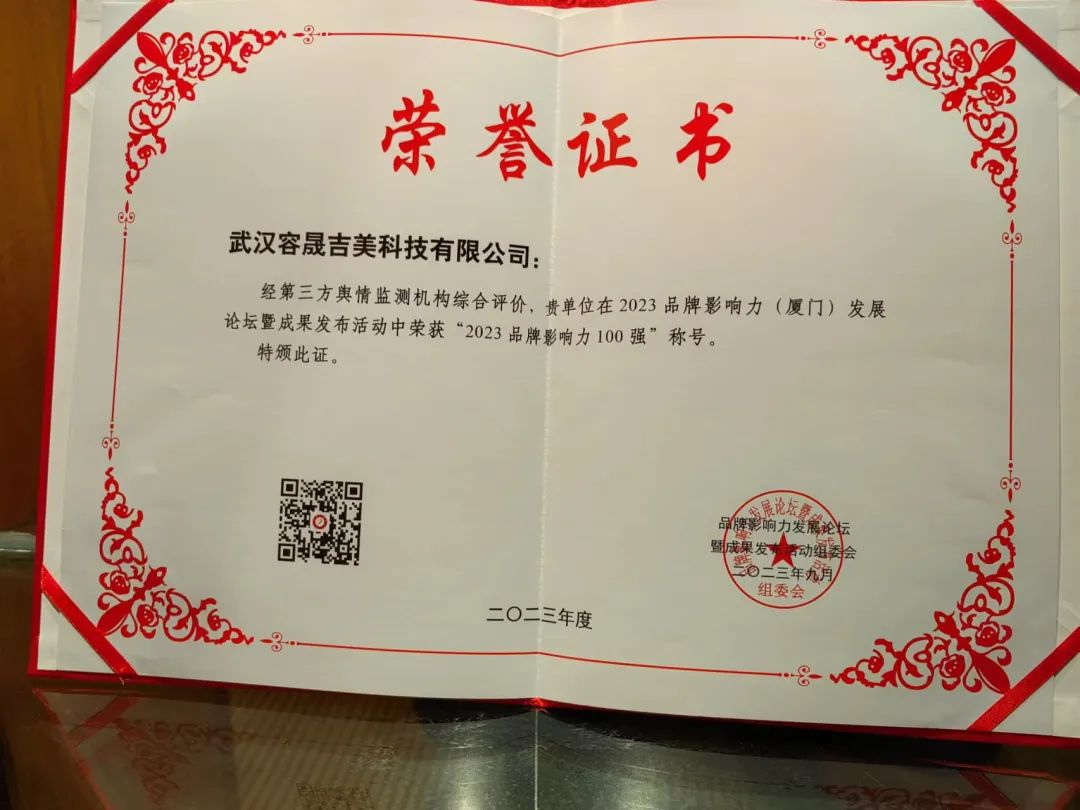 荣誉证书
武汉容晟吉美科技有限公司：
经第三方舆情监测机构综合评价，贵单位在2023品牌影响力（厦门）发展
论坛暨成果发布活动中荣获“2023品牌影响力100强”称号。
特颁此证。
品牌影响力发展论坛
暨成果发布活动组委会
二〇二三年九月
组委会
二〇二三年度